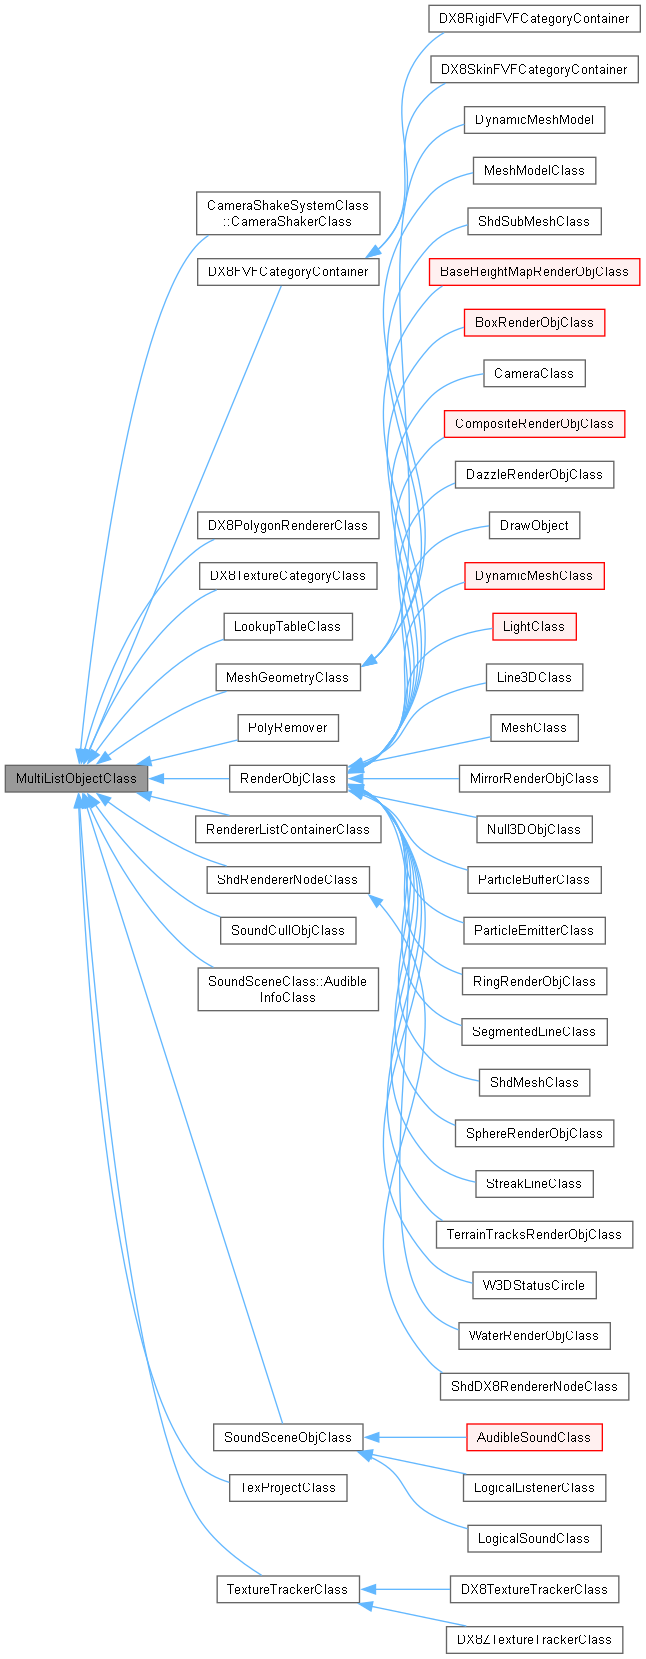 DX8RigidFVFCategoryContainer
DX8SkinFVFCategoryContainer
DynamicMeshModel
MeshModelClass
CameraShakeSystemClass
::CameraShakerClass
ShdSubMeshClass
DX8FVFCategoryContainer
BaseHeightMapRenderObjClass
BoxRenderObjClass
CameraClass
CompositeRenderObjClass
DazzleRenderObjClass
DX8PolygonRendererClass
DrawObject
DX8TextureCategoryClass
DynamicMeshClass
LookupTableClass
LightClass
MeshGeometryClass
Line3DClass
PolyRemover
MeshClass
MultiListObjectClass
RenderObjClass
MirrorRenderObjClass
RendererListContainerClass
Null3DObjClass
ShdRendererNodeClass
ParticleBufferClass
SoundCullObjClass
ParticleEmitterClass
SoundSceneClass::Audible
InfoClass
RingRenderObjClass
SegmentedLineClass
ShdMeshClass
SphereRenderObjClass
StreakLineClass
TerrainTracksRenderObjClass
W3DStatusCircle
WaterRenderObjClass
ShdDX8RendererNodeClass
SoundSceneObjClass
AudibleSoundClass
TexProjectClass
LogicalListenerClass
LogicalSoundClass
TextureTrackerClass
DX8TextureTrackerClass
DX8ZTextureTrackerClass